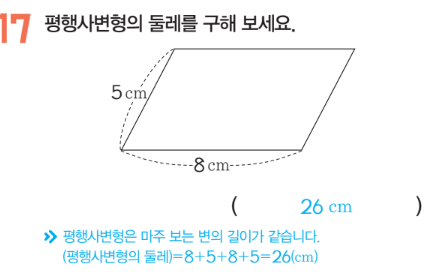 17 평행사변형의 둘레를 구해 보세요.
5 cm
8 cm
( 26 cm )
» 평행사변형은 마주 보는 변의 길이가 같습니다.
(평행사변형의 둘레)=8+5+8+5=26(cm)